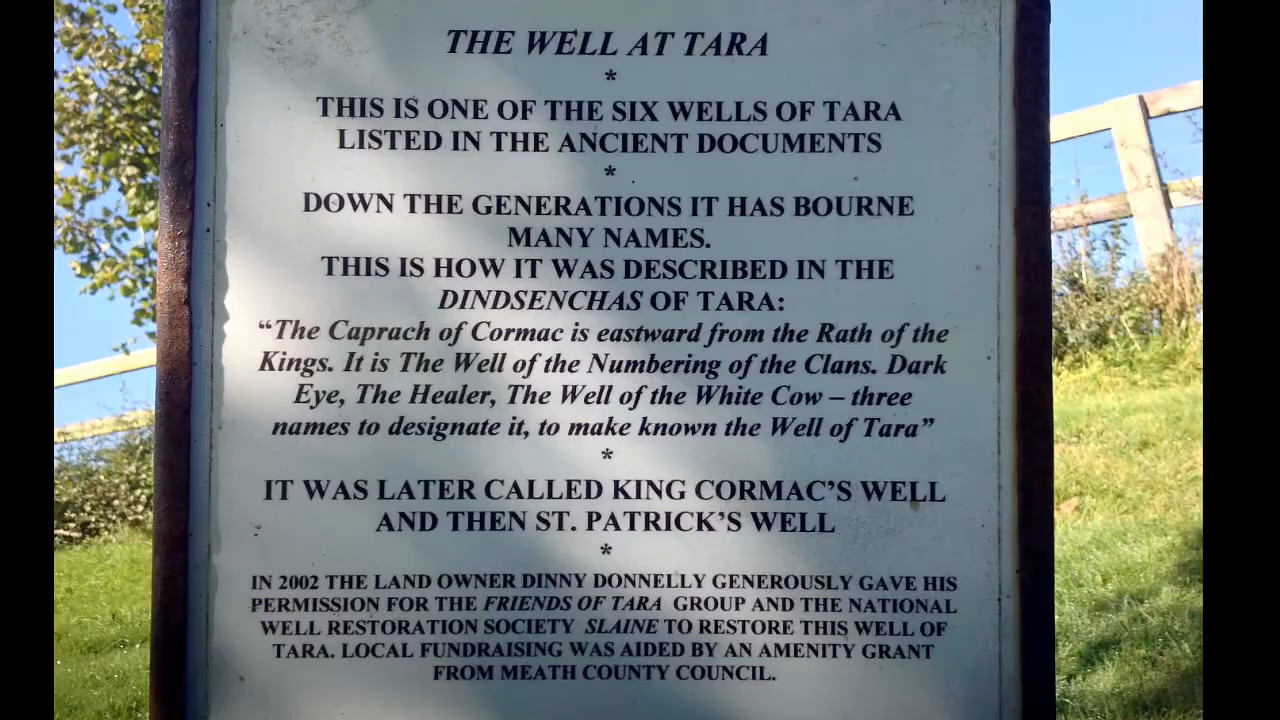 THE WELL AT TARA
*
THIS IS ONE OF THE SIX WELLS OF TARA
LISTED IN THE ANCIENT DOCUMENTS
*
DOWN THE GENERATIONS IT HAS BOURNE
MANY NAMES.
THIS IS HOW IT WAS DESCRIBED IN THE
DINDSENCHAS OF TARA:
“The Caprach of Cormac is eastward from the Rath of the
Kings. It is The Well of the Numbering of the Clans. Dark
Eye, The Healer, The Well of the White Cow – three
names to designate it, to make known the Well of Tara”
*
IT WAS LATER CALLED KING CORMAC’S WELL
AND THEN ST. PATRICK’S WELL
*
IN 2002 THE LAND OWNER DINNY DONNELLY GENEROUSLY GAVE HIS
PERMISSION FOR THE FRIENDS OF TARA GROUP AND THE NATIONAL
WELL RESTORATION SOCIETY SLAINE TO RESTORE THIS WELL OF
TARA. LOCAL FUNDRAISING WAS AIDED BY AN AMENITY GRANT
FROM MEATH COUNTY COUNCIL.